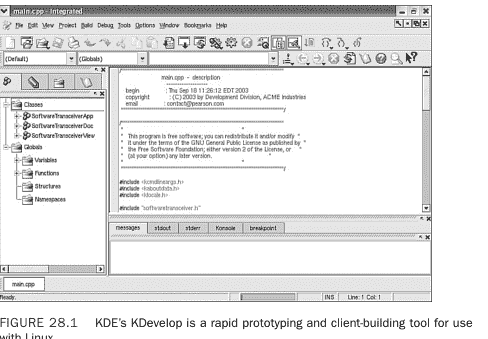 main.cpp - Integrated
File Edit View Project Build Debug Tools Options Window Bookmarks Help
(Default) (Globals)
Classes
SoftwareTransceiverApp
SoftwareTransceiverDoc
SoftwareTransceiverView
Globals
Variables
Functions
Structures
Namespaces
/***************************************************************************
main.cpp - description
-------------------
begin : Thu Sep 18 11:26:12 EDT 2003
copyright : (C) 2003 by Development Division, ACME Industries
email : contact@pearson.com
***************************************************************************/
/***************************************************************************
* *
* This program is free software; you can redistribute it and/or modify *
* it under the terms of the GNU General Public License as published by *
* the Free Software Foundation; either version 2 of the License, or *
* (at your option) any later version. *
* *
***************************************************************************/
#include <kcmdlineargs.h>
#include <kaboutdata.h>
#include <klocale.h>
#include "softwaretransceiver.h"
messages stdout stderr Konsole breakpoint
main.cpp
Ready. INS Line: 1 Col: 1
FIGURE 28.1 KDE's KDevelop is a rapid prototyping and client-building tool for use
with Linux